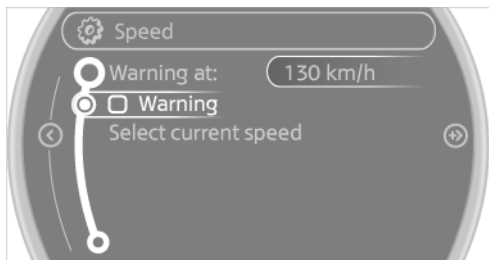 Speed
Warning at: 130 km/h
Warning
Select current speed